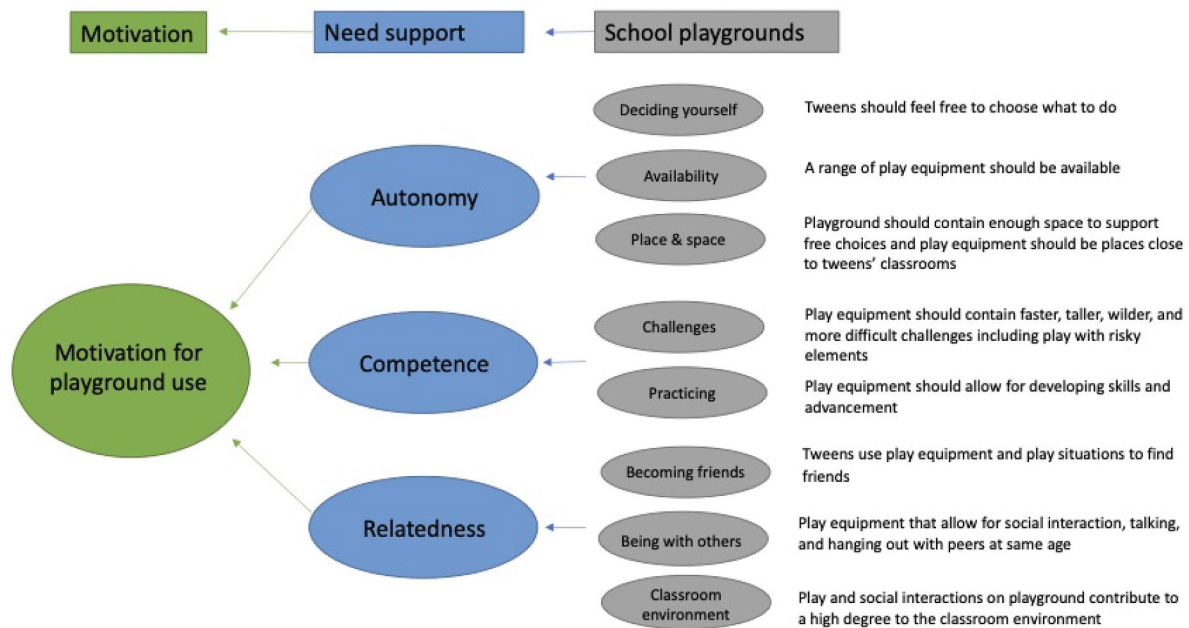 Motivation
Need support
School playgrounds
Deciding yourself
Tweens should feel free to choose what to do
Autonomy
Availability
A range of play equipment should be available
Place & space
Playground should contain enough space to support
free choices and play equipment should be places close
to tweens' classrooms
Motivation for
playground use
Competence
Challenges
Play equipment should contain faster, taller, wilder, and
more difficult challenges including play with risky
elements
Practicing
Play equipment should allow for developing skills and
advancement
Relatedness
Becoming friends
Tweens use play equipment and play situations to find
friends
Being with others
Play equipment that allow for social interaction, talking,
and hanging out with peers at same age
Classroom
environment
Play and social interactions on playground contribute to
a high degree to the classroom environment